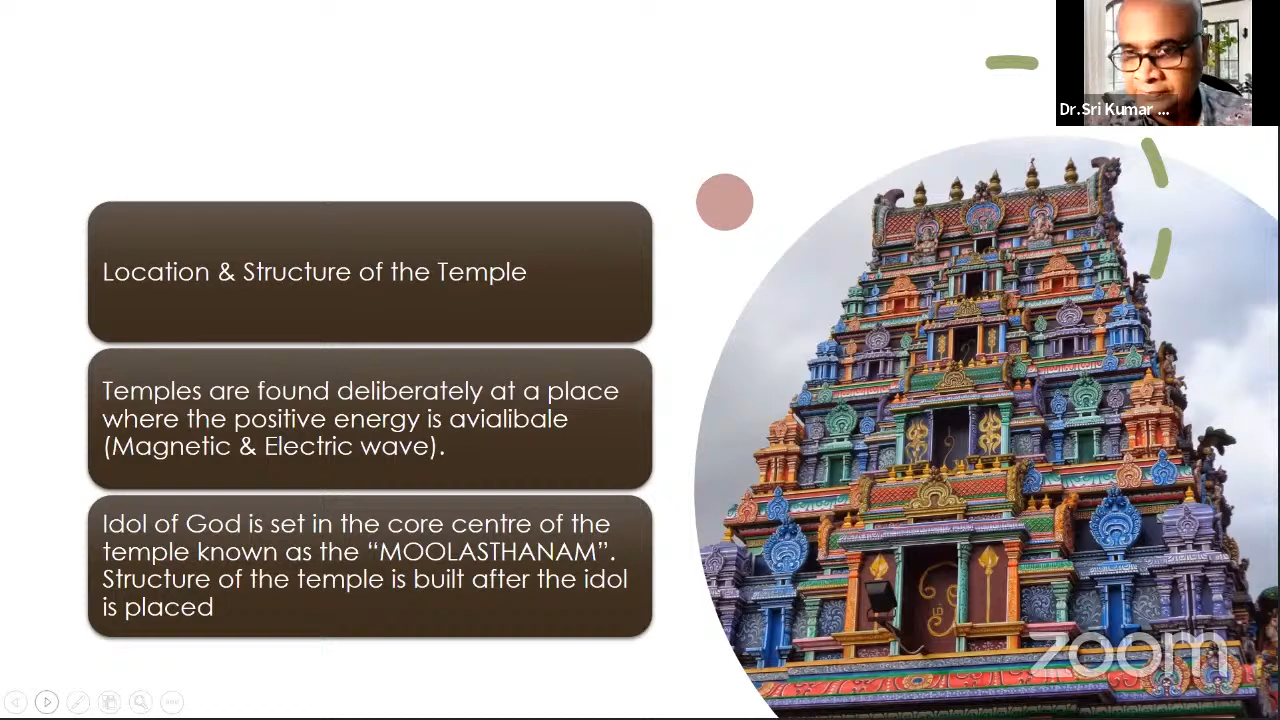 Dr.Sri Kumar ...
Location & Structure of the Temple
Temples are found deliberately at a place
where the positive energy is avialibale
(Magnetic & Electric wave).
Idol of God is set in the core centre of the
temple known as the “MOOLASTHANAM”.
Structure of the temple is built after the idol
is placed
zoom